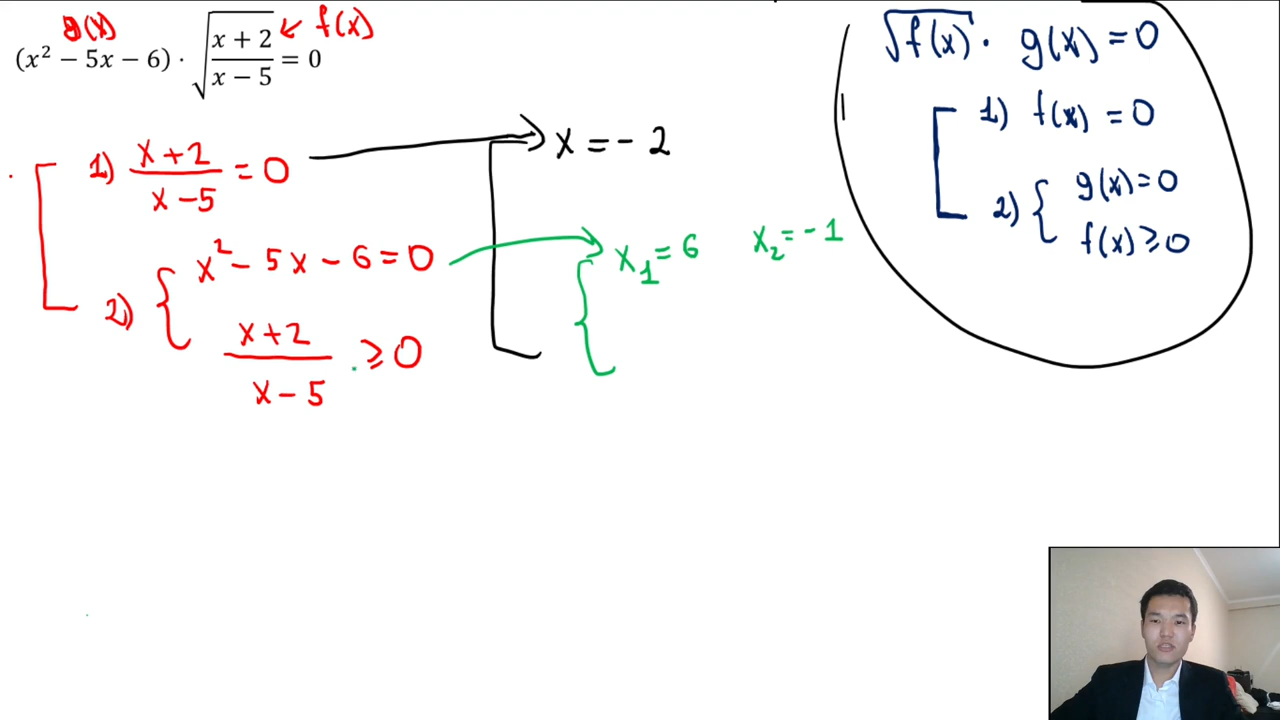 g(x)
f(x)
(x² − 5x − 6) · √((x + 2)/(x − 5)) = 0
1) (x+2)/(x−5) = 0
2) { x² − 5x − 6 = 0
(x+2)/(x−5) ≥ 0
x = −2
x₁ = 6 x₂ = −1
√f(x) · g(x) = 0
1) f(x) = 0
2) { g(x) = 0
f(x) ≥ 0